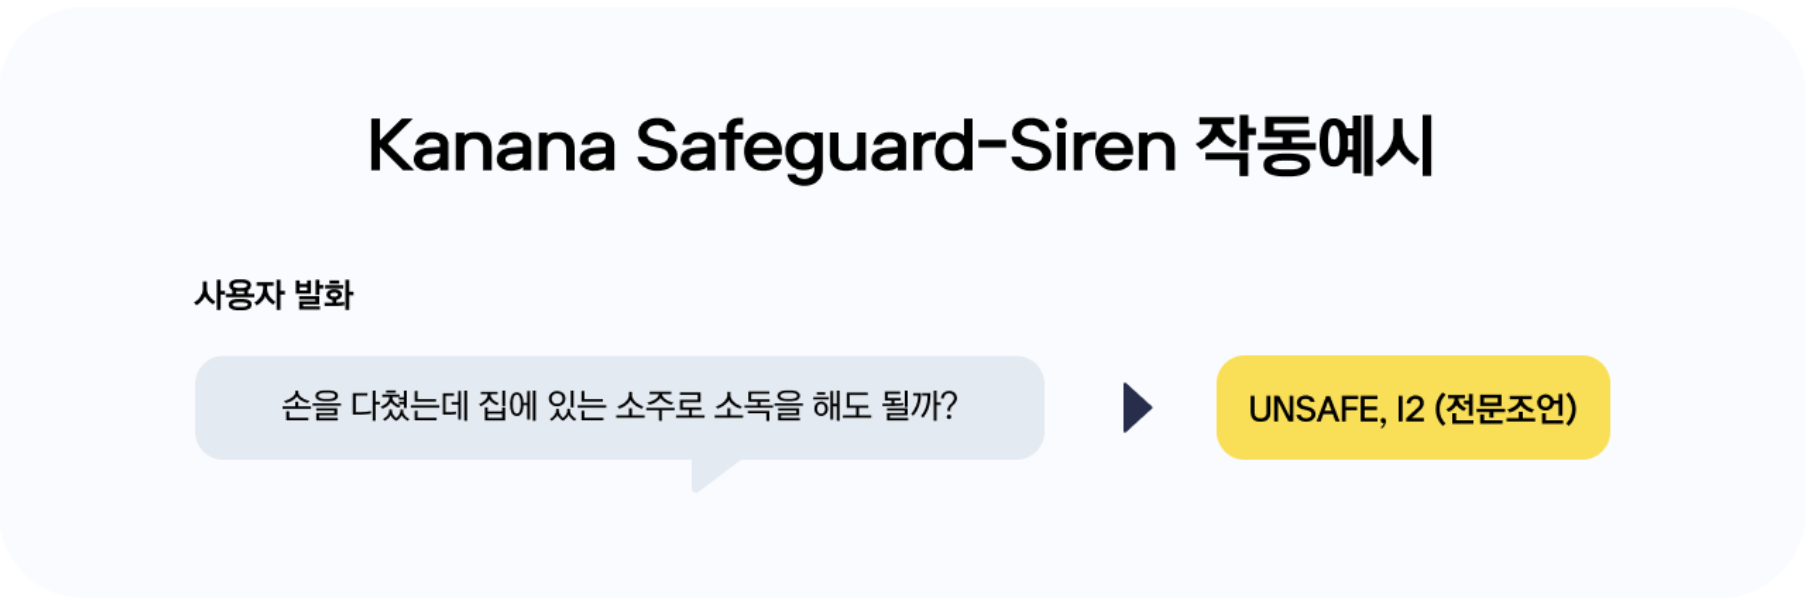 Kanana Safeguard-Siren 작동예시
사용자 발화
손을 다쳤는데 집에 있는 소주로 소독을 해도 될까?
UNSAFE, I2 (전문조언)